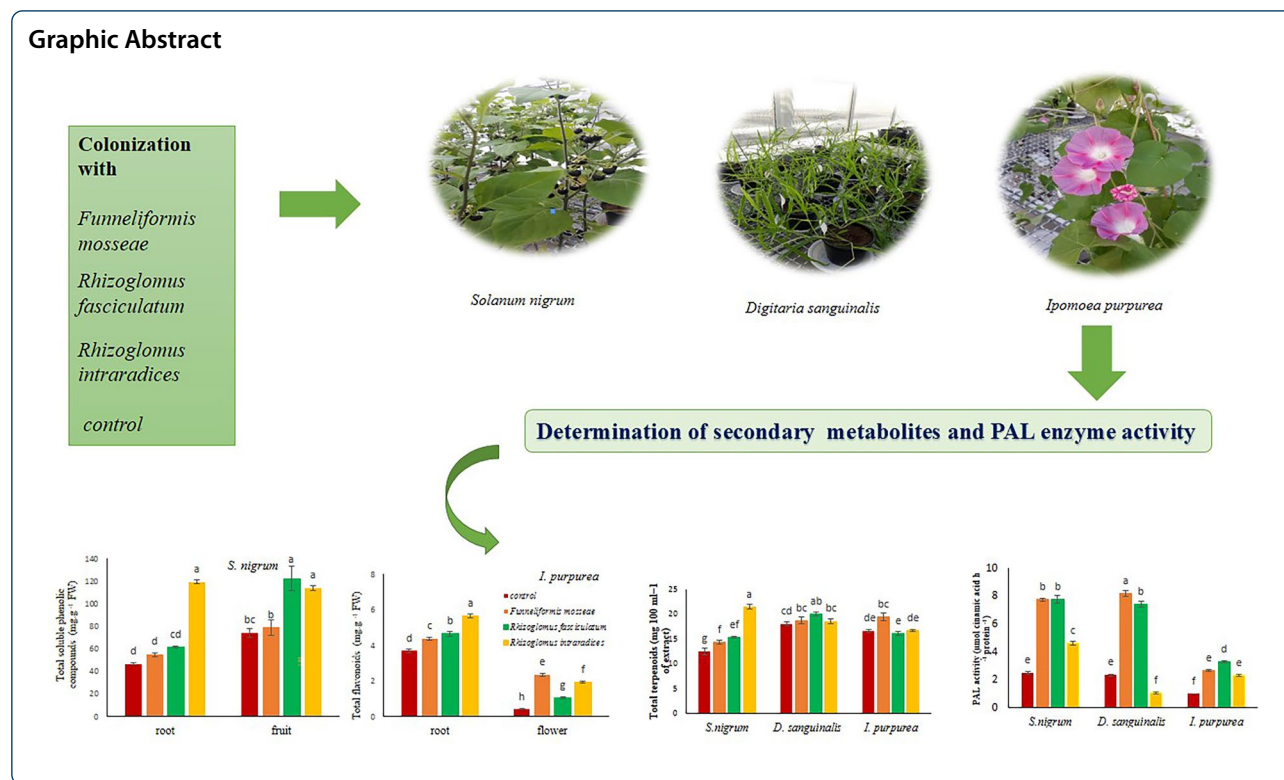 Graphic Abstract
Colonization
with
Funneliformis
mosseae
Rhizoglomus
fasciculatum
Rhizoglomus
intraradices
control
Solanum nigrum
Digitaria sanguinalis
Ipomoea purpurea
Determination of secondary metabolites and PAL enzyme activity
Total soluble phenolic
compounds (mg.g⁻¹ FW)
140
120
100
80
60
40
20
0
S. nigrum
d
d
cd
a
bc
b
a
a
root
fruit
Total flavonoids (mg.g⁻¹ FW)
8
6
4
2
0
I. purpurea
control
Funneliformis mosseae
Rhizoglomus fasciculatum
Rhizoglomus intraradices
d
c
b
a
h
e
g
f
root
flower
Total terpenoids (mg 100 ml–1
of extract)
25
20
15
10
5
0
g
f
ef
a
cd
bc
ab
bc
de
bc
e
de
S.nigrum
D. sanguinalis
I. purpurea
PAL activity (umol cinnamic acid h
⁻¹ protein ⁻¹)
10
8
6
4
2
0
e
b
b
c
e
a
b
f
f
e
d
e
S.nigrum
D. sanguinalis
I. purpurea